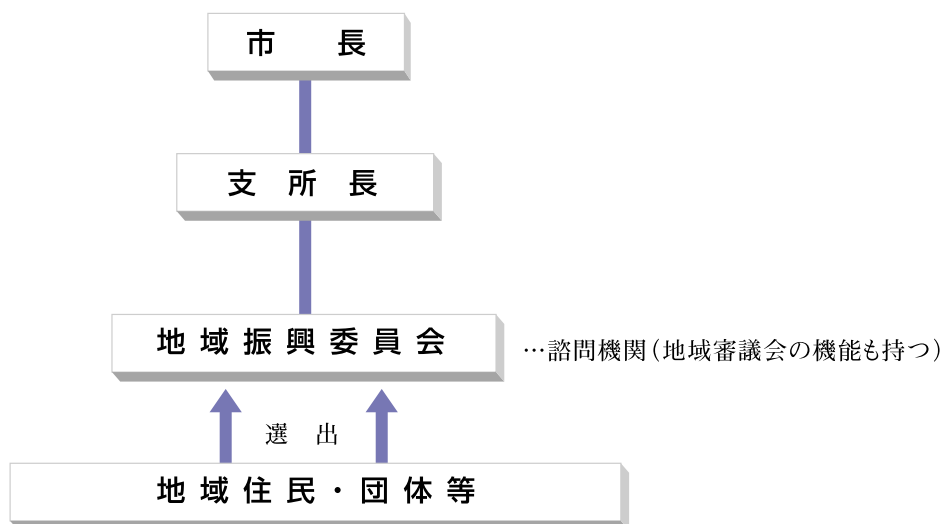 市長
支所長
地域振興委員会
…諮問機関(地域審議会の機能も持つ)
選出
地域住民・団体等